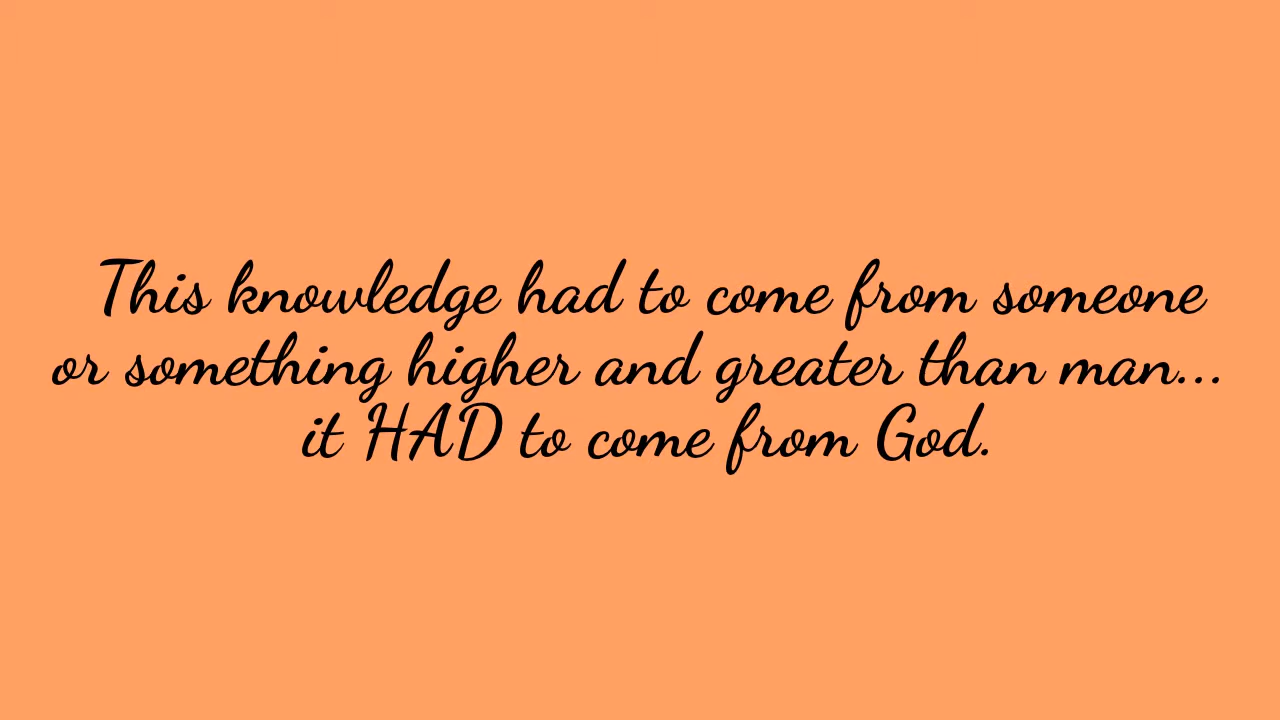 This knowledge had to come from someone
or something higher and greater than man...
it HAD to come from God.